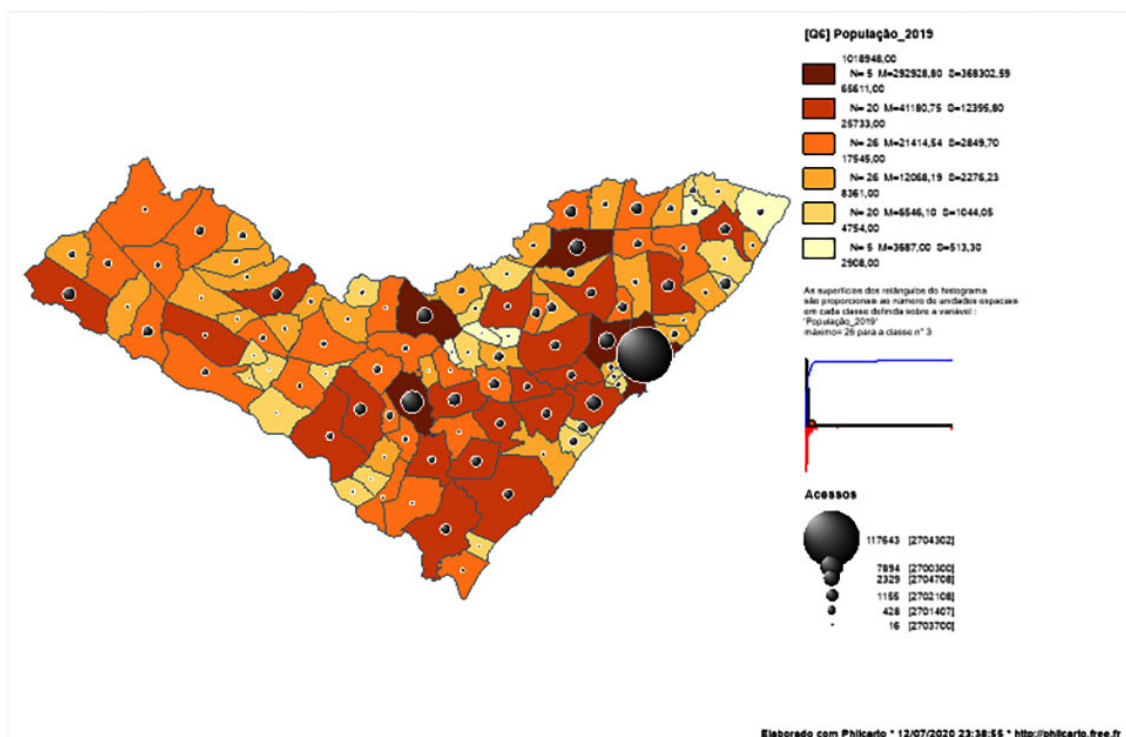 [Q6] População_2019
1018948,00
N= 5 M=292928,80 S=368302,59
65611,00
N= 20 M=41180,75 S=12395,80
25733,00
N= 26 M=21414,54 S=2849,70
17545,00
N= 26 M=12068,19 S=2276,23
8361,00
N= 20 M=6546,10 S=1044,05
4754,00
N= 5 M=3687,00 S=513,30
2908,00
As superfícies dos retângulos do histograma
são proporcionais ao número de unidades espaciais
em cada classe definida sobre a variável :
'População_2019'
máximo= 26 para a classe n° 3
Acessos
117643 [2704302]
7894 [2700300]
2329 [2704708]
1155 [2702108]
428 [2701407]
16 [2703700]
Elaborado com Philcarto * 12/07/2020 23:38:55 * http://philcarto.free.fr